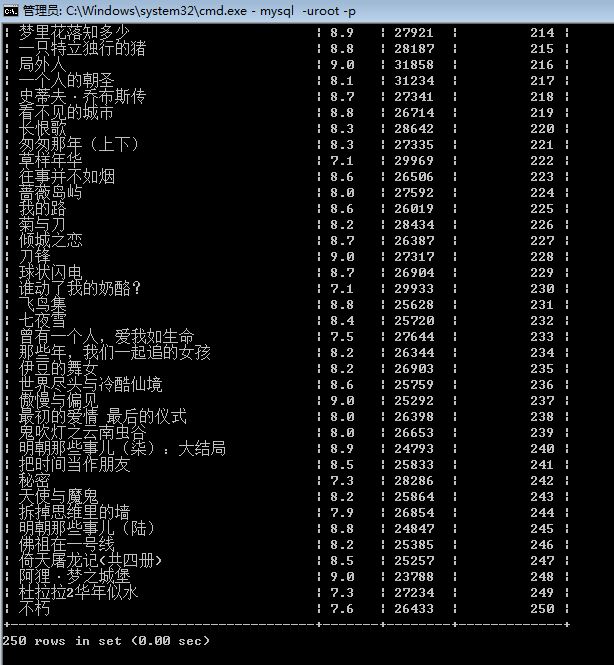 管理员: C:\Windows\system32\cmd.exe - mysql -uroot -p
| 梦里花落知多少 | 8.9 | 27921 | 214 |
| 一只特立独行的猪 | 8.8 | 28187 | 215 |
| 局外人 | 9.0 | 31858 | 216 |
| 一个人的朝圣 | 8.1 | 31234 | 217 |
| 史蒂夫·乔布斯传 | 8.7 | 27341 | 218 |
| 看不见的城市 | 8.8 | 26714 | 219 |
| 长恨歌 | 8.3 | 28642 | 220 |
| 匆匆那年（上下） | 8.3 | 27335 | 221 |
| 草样年华 | 7.1 | 29969 | 222 |
| 往事并不如烟 | 8.6 | 26506 | 223 |
| 蔷薇岛屿 | 8.0 | 27592 | 224 |
| 我的路 | 8.6 | 26019 | 225 |
| 菊与刀 | 8.2 | 28434 | 226 |
| 倾城之恋 | 8.7 | 26387 | 227 |
| 刀锋 | 9.0 | 27317 | 228 |
| 球状闪电 | 8.7 | 26904 | 229 |
| 谁动了我的奶酪？ | 7.1 | 29933 | 230 |
| 飞鸟集 | 8.8 | 25628 | 231 |
| 七夜雪 | 8.4 | 25720 | 232 |
| 曾有一个人，爱我如生命 | 7.5 | 27644 | 233 |
| 那些年，我们一起追的女孩 | 8.2 | 26344 | 234 |
| 伊豆的舞女 | 8.2 | 26903 | 235 |
| 世界尽头与冷酷仙境 | 8.6 | 25759 | 236 |
| 傲慢与偏见 | 9.0 | 25292 | 237 |
| 最初的爱情 最后的仪式 | 8.0 | 26398 | 238 |
| 鬼吹灯之云南虫谷 | 8.0 | 26653 | 239 |
| 明朝那些事儿（柒）：大结局 | 8.9 | 24793 | 240 |
| 把时间当作朋友 | 8.5 | 25833 | 241 |
| 秘密 | 7.3 | 28286 | 242 |
| 天使与魔鬼 | 8.2 | 25864 | 243 |
| 拆掉思维里的墙 | 7.9 | 26854 | 244 |
| 明朝那些事儿（陆） | 8.8 | 24847 | 245 |
| 佛祖在一号线 | 8.2 | 25385 | 246 |
| 倚天屠龙记(共四册) | 8.5 | 25257 | 247 |
| 阿狸·梦之城堡 | 9.0 | 23788 | 248 |
| 杜拉拉2华年似水 | 7.3 | 27234 | 249 |
| 不朽 | 7.6 | 26433 | 250 |
250 rows in set (0.00 sec)